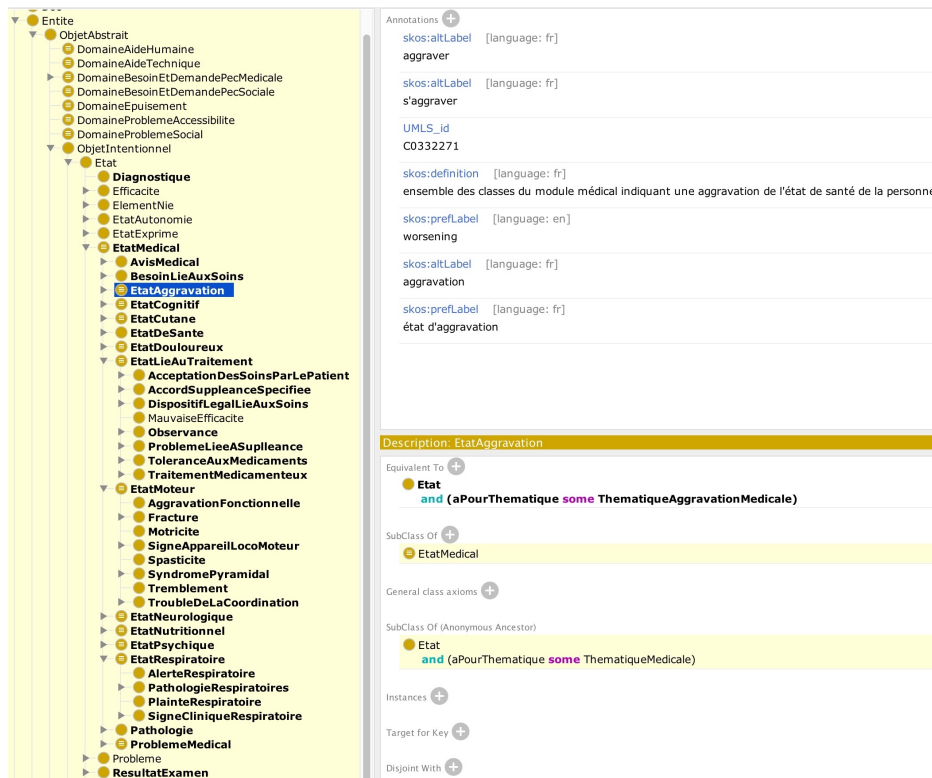 Entite
ObjetAbstrait
DomaineAideHumaine
DomaineAideTechnique
DomaineBesoinEtDemandePecMedicale
DomaineBesoinEtDemandePecSociale
DomaineEpuisement
DomaineProblemeAccessibilite
DomaineProblemeSocial
ObjetIntentionnel
Etat
Diagnostique
Efficacite
ElementNie
EtatAutonomie
EtatExprime
EtatMedical
AvisMedical
BesoinLieAuxSoins
EtatAggravation
EtatCognitif
EtatCutane
EtatDeSante
EtatDouloureux
EtatLieAuTraitement
AcceptationDesSoinsParLePatient
AccordSuppleanceSpecifiee
DispositifLegalLieAuxSoins
MauvaiseEfficacite
Observance
ProblemeLieeASuplleance
ToleranceAuxMedicaments
TraitementMedicamenteux
EtatMoteur
AggravationFonctionnelle
Fracture
Motricite
SigneAppareilLocoMoteur
Spasticite
SyndromePyramidal
Tremblement
TroubleDeLaCoordination
EtatNeurologique
EtatNutritionnel
EtatPsychique
EtatRespiratoire
AlerteRespiratoire
PathologieRespiratoires
PlainteRespiratoire
SigneCliniqueRespiratoire
Pathologie
ProblemeMedical
Probleme
ResultatExamen
Annotations
skos:altLabel [language: fr]
aggraver
skos:altLabel [language: fr]
s'aggraver
UMLS_id
C0332271
skos:definition [language: fr]
ensemble des classes du module médical indiquant une aggravation de l'état de santé de la personne
skos:prefLabel [language: en]
worsening
skos:altLabel [language: fr]
aggravation
skos:prefLabel [language: fr]
état d'aggravation
Description: EtatAggravation
Equivalent To
Etat
and (aPourThematique some ThematiqueAggravationMedicale)
SubClass Of
EtatMedical
General class axioms
SubClass Of (Anonymous Ancestor)
Etat
and (aPourThematique some ThematiqueMedicale)
Instances
Target for Key
Disjoint With